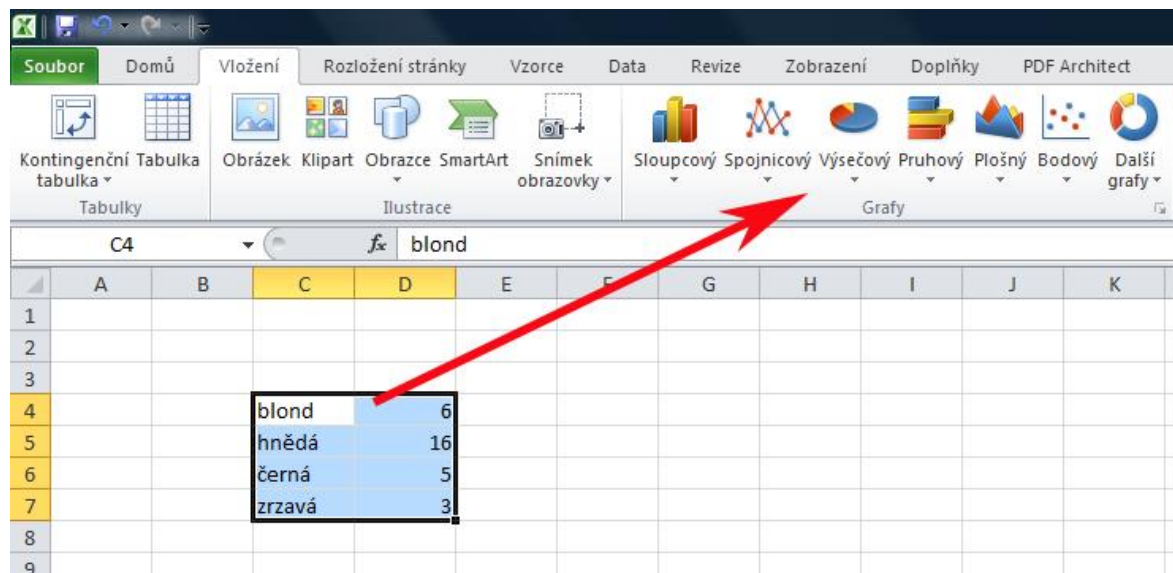 Soubor Domů Vložení Rozložení stránky Vzorce Data Revize Zobrazení Doplňky PDF Architect
Kontingenční Tabulka Obrázek Klipart Obrazce SmartArt Snímek Sloupcový Spojnicový Výsečový Pruhový Plošný Bodový Další
tabulka obrazovky grafy
Tabulky Ilustrace Grafy
C4 fx blond
A B C D E F G H I J K
1
2
3
4 blond 6
5 hnědá 16
6 černá 5
7 zrzavá 3
8
9